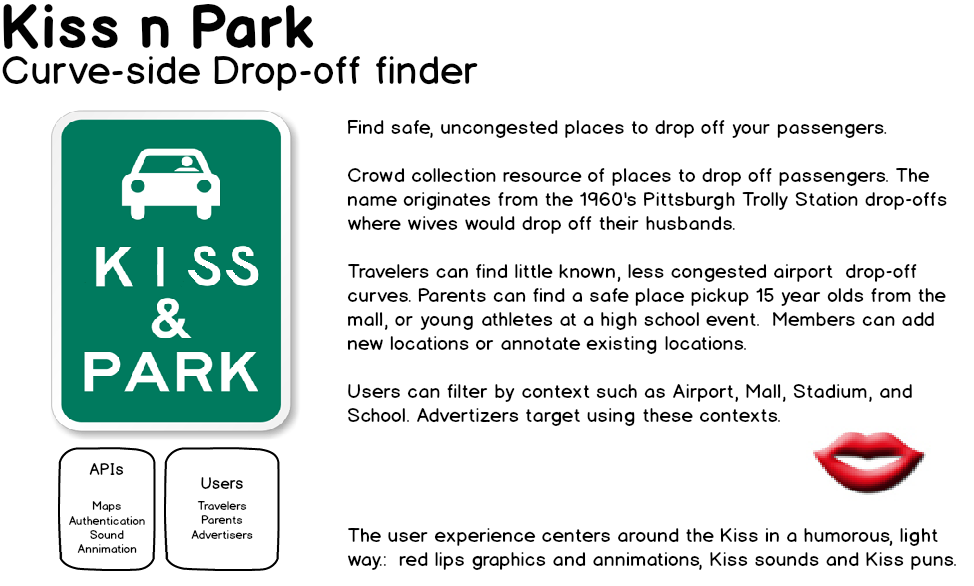 Kiss n Park
Curve-side Drop-off finder
KISS
&
PARK
Find safe, uncongested places to drop off your passengers.
Crowd collection resource of places to drop off passengers. The
name originates from the 1960's Pittsburgh Trolly Station drop-offs
where wives would drop off their husbands.
Travelers can find little known, less congested airport drop-off
curves. Parents can find a safe place pickup 15 year olds from the
mall, or young athletes at a high school event. Members can add
new locations or annotate existing locations.
Users can filter by context such as Airport, Mall, Stadium, and
School. Advertizers target using these contexts.
APIs
Maps
Authentication
Sound
Annimation
Users
Travelers
Parents
Advertisers
The user experience centers around the Kiss in a humorous, light
way.: red lips graphics and annimations, Kiss sounds and Kiss puns.